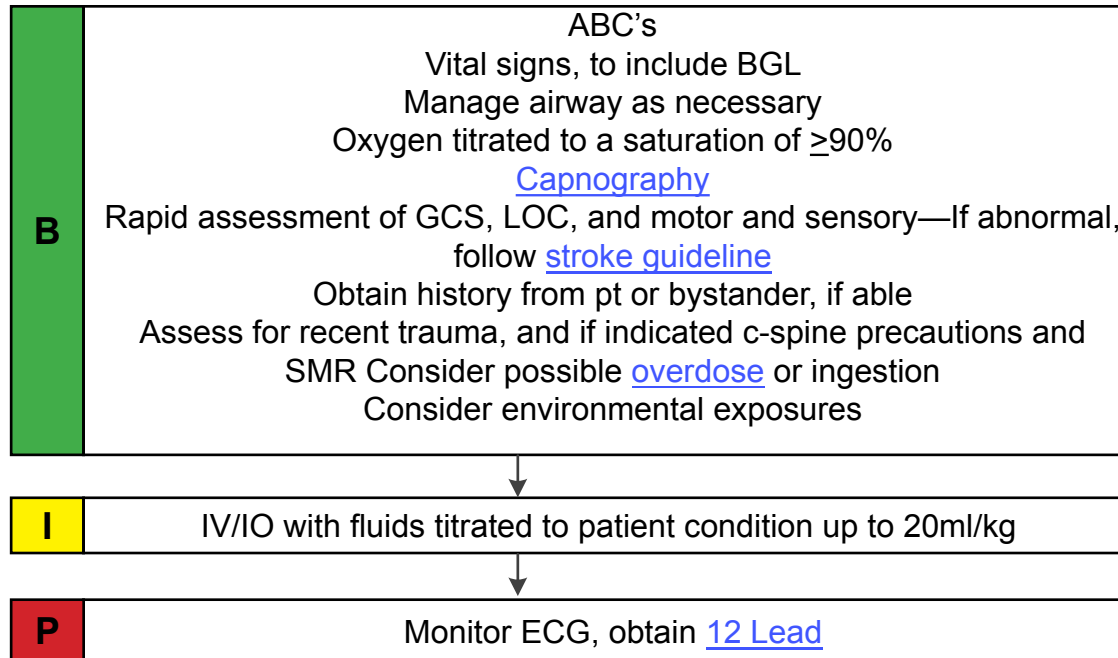 ABC’s
Vital signs, to include BGL
Manage airway as necessary
Oxygen titrated to a saturation of >90%
Capnography
B
Rapid assessment of GCS, LOC, and motor and sensory—If abnormal,
follow stroke guideline
Obtain history from pt or bystander, if able
Assess for recent trauma, and if indicated c-spine precautions and
SMR Consider possible overdose or ingestion
Consider environmental exposures
I
IV/IO with fluids titrated to patient condition up to 20ml/kg
P
Monitor ECG, obtain 12 Lead